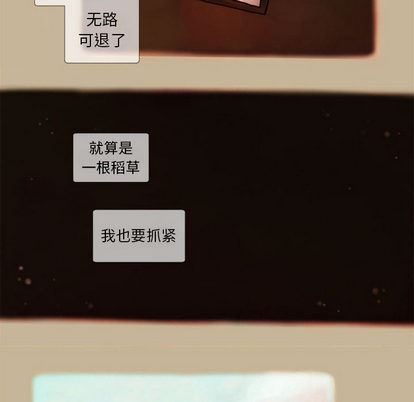 无路
可退了
就算是
一根稻草
我也要抓紧